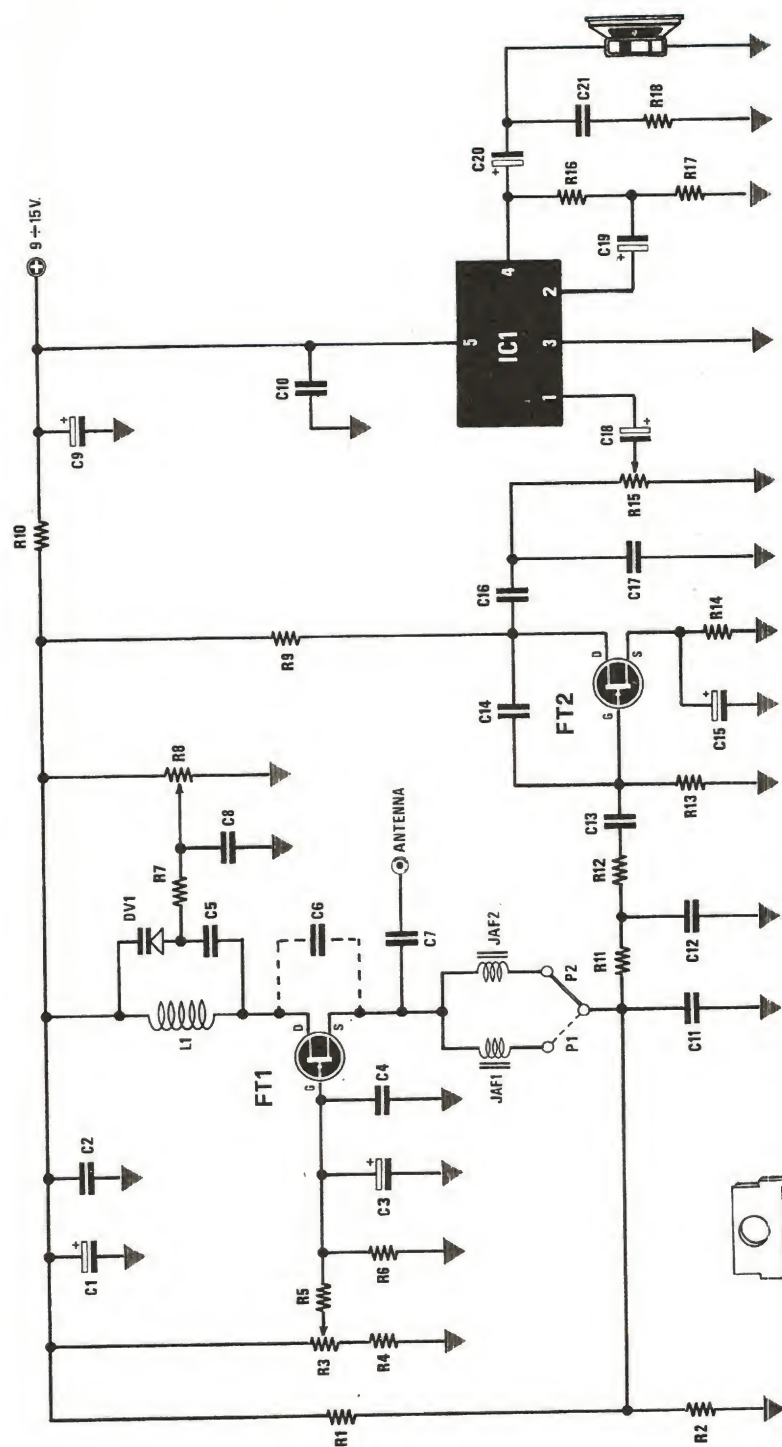 9 ÷ 15 V.
R10
C1
C2
C9
DV1
R8
L1
R7
C5
C8
C10
R9
R1
R3
R4
R5
R6
C3
C4
FT1
G
D
S
C6
C7
ANTENNA
JAF1
JAF2
P1
P2
C14
C16
FT2
G
D
S
C17
R15
C18
IC1
1
2
3
4
5
C20
C21
R16
C19
R17
R18
R2
C11
R11
C12
R12
C13
R13
C15
R14
+
+
+
+
+
+
+
+